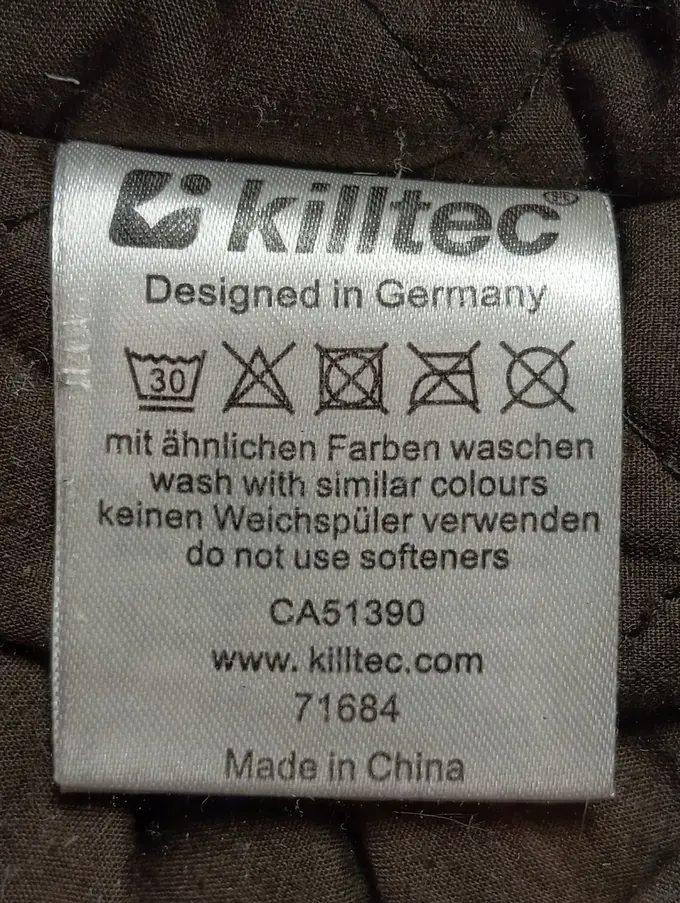 killtec®
Designed in Germany
30
mit ähnlichen Farben waschen
wash with similar colours
keinen Weichspüler verwenden
do not use softeners
CA51390
www. killtec.com
71684
Made in China